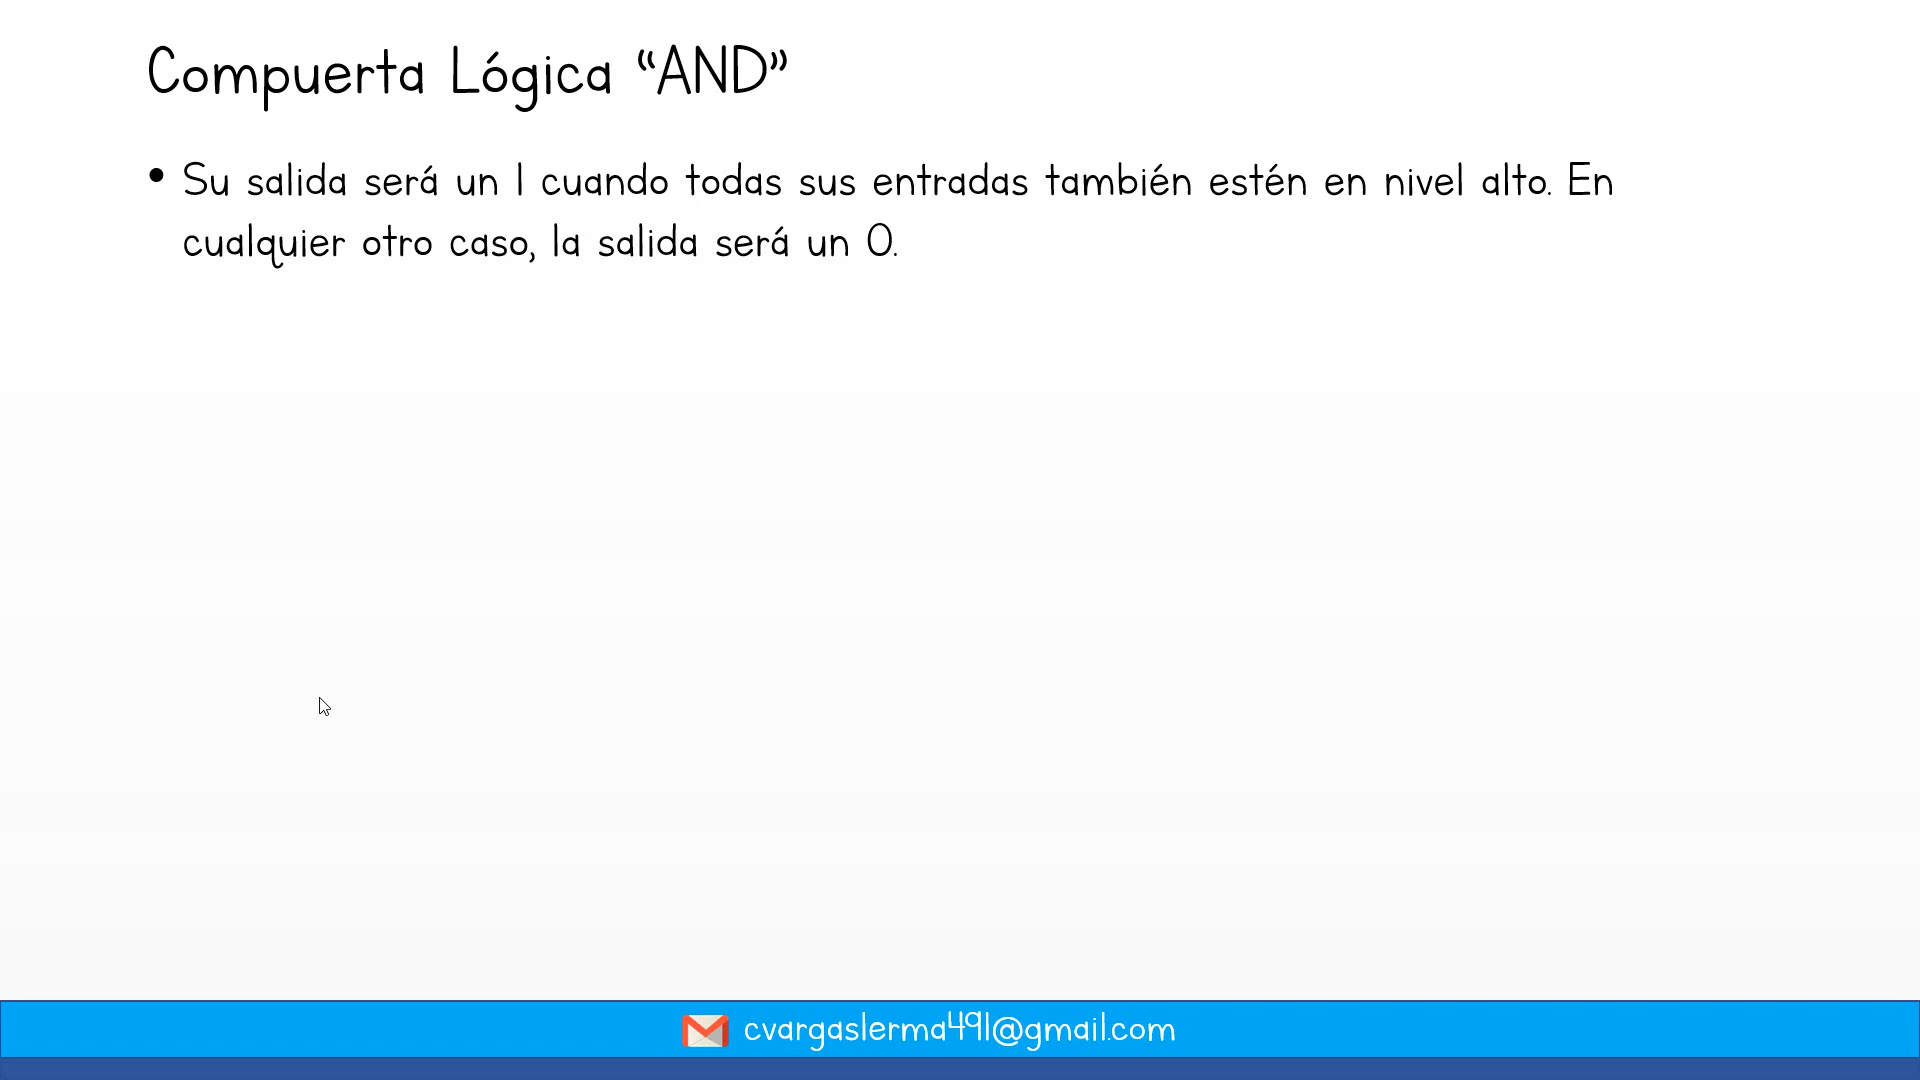 Compuerta Lógica “AND”
• Su salida será un 1 cuando todas sus entradas también estén en nivel alto. En
cualquier otro caso, la salida será un 0.
cvargaslerma491@gmail.com